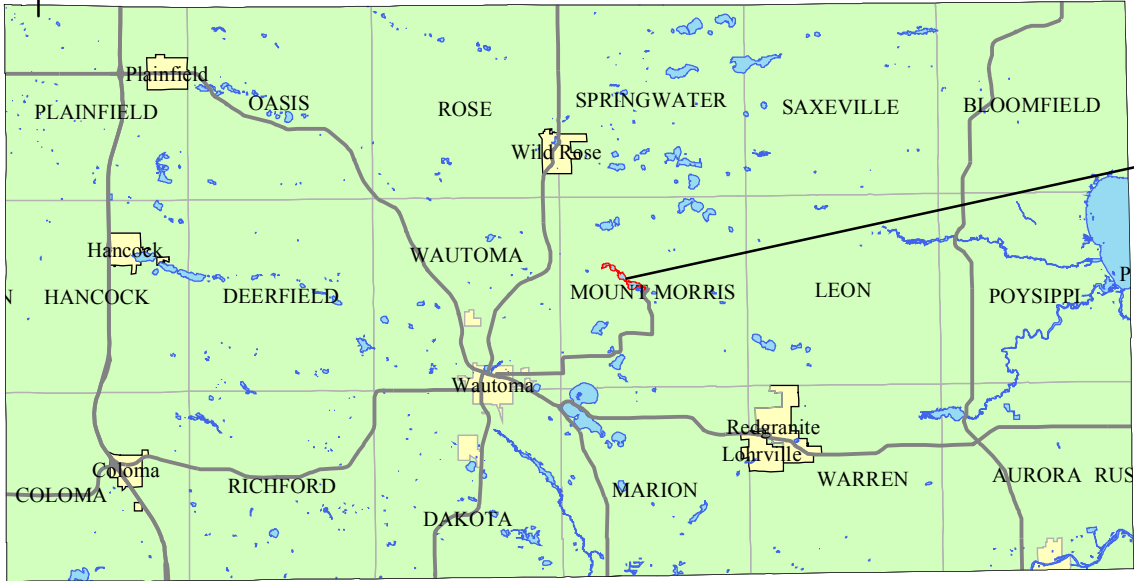 Plainfield
PLAINFIELD
OASIS
ROSE
SPRINGWATER
SAXEVILLE
BLOOMFIELD
Wild Rose
Hancock
WAUTOMA
N
HANCOCK
DEERFIELD
MOUNT MORRIS
LEON
POYSIPPI
P
Wautoma
Redgranite
Lohrville
Coloma
COLOMA
RICHFORD
DAKOTA
MARION
WARREN
AURORA
RUS